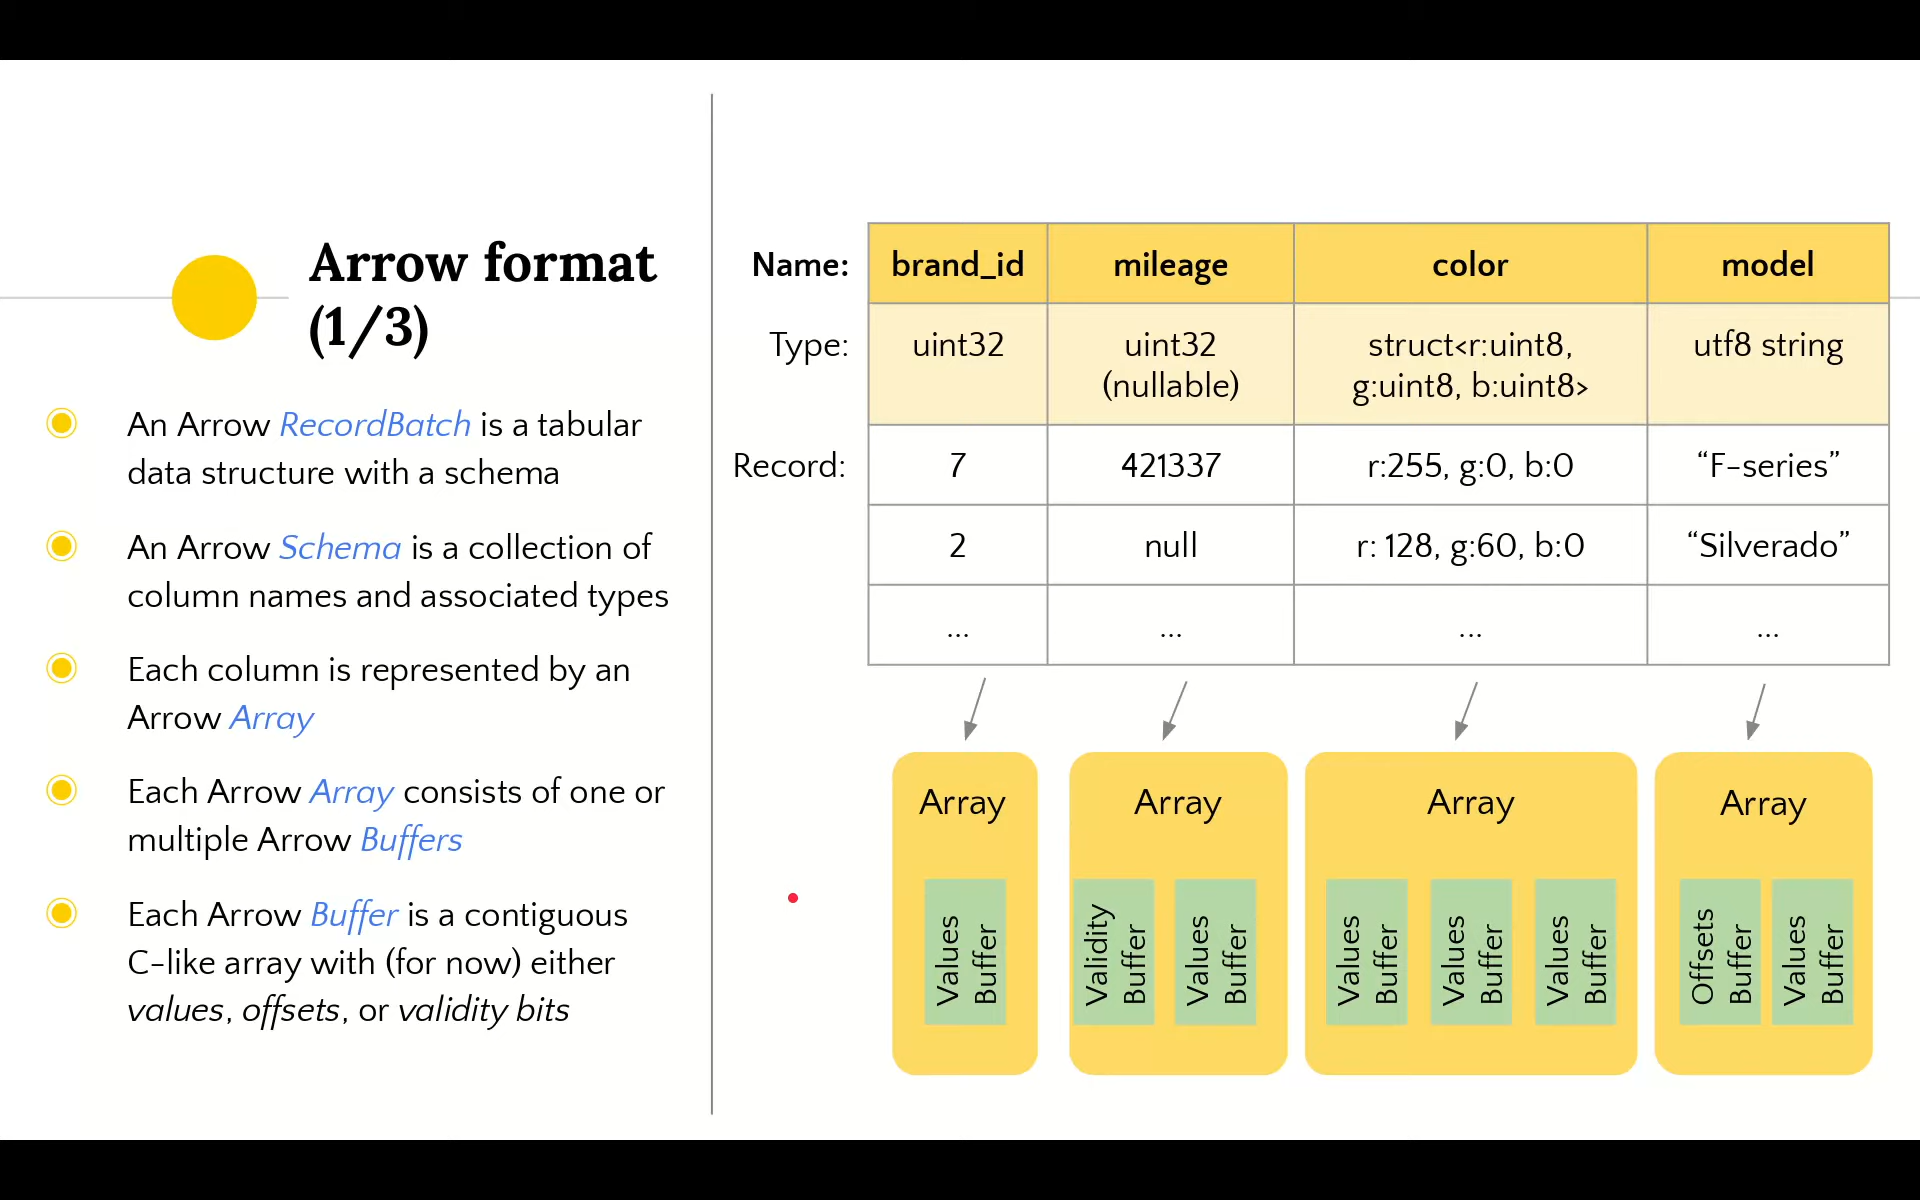 Arrow format
(1/3)
An Arrow RecordBatch is a tabular
data structure with a schema
An Arrow Schema is a collection of
column names and associated types
Each column is represented by an
Arrow Array
Each Arrow Array consists of one or
multiple Arrow Buffers
Each Arrow Buffer is a contiguous
C-like array with (for now) either
values, offsets, or validity bits
Name: brand_id mileage color model
Type: uint32 uint32 (nullable) struct<r:uint8, g:uint8, b:uint8> utf8 string
Record: 7 421337 r:255, g:0, b:0 “F-series”
2 null r: 128, g:60, b:0 “Silverado”
... ... ... ...
Array Array Array Array
Values Buffer
Validity Buffer
Values Buffer
Values Buffer
Values Buffer
Values Buffer
Offsets Buffer
Values Buffer